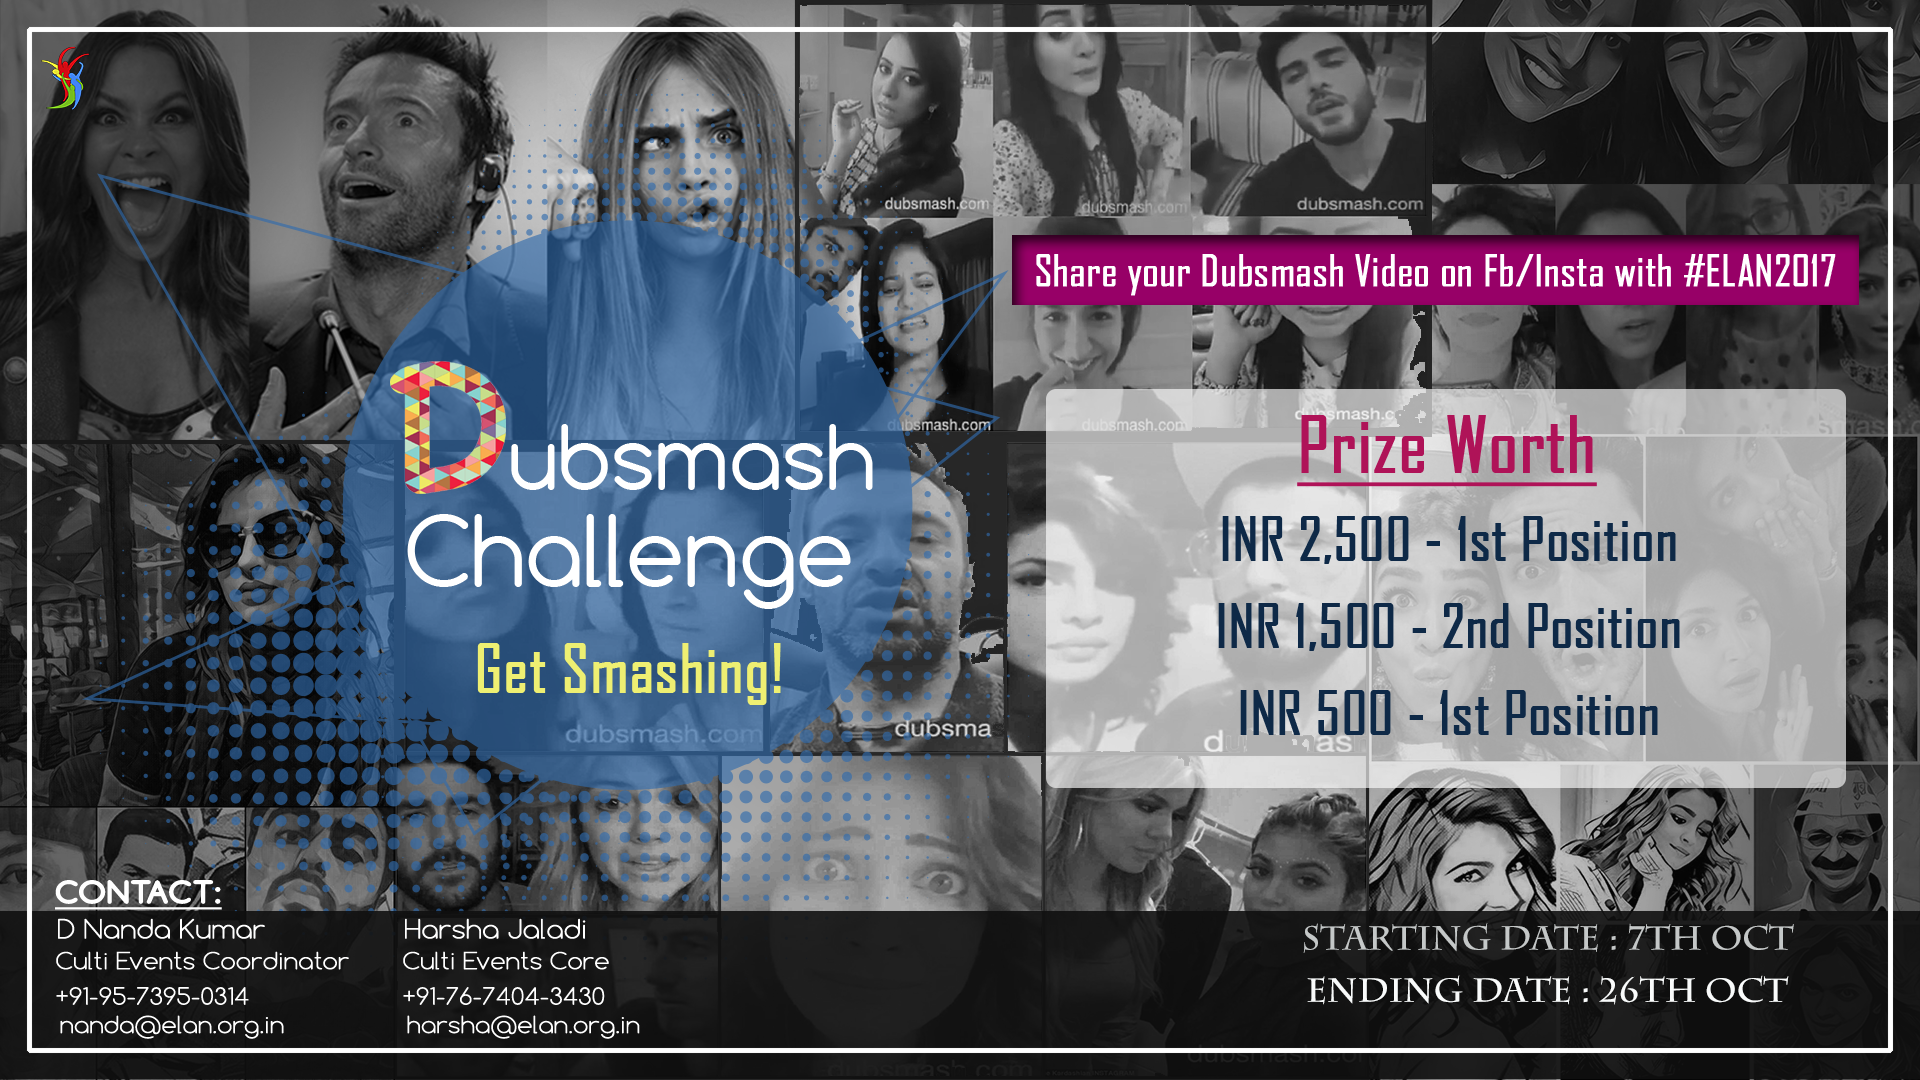 dubsmash.com
dubsmash.com
dubsmash.com
Share your Dubsmash Video on Fb/Insta with #ELAN2017
dubsmash.com
dubsmash.com
dubsmash.c
Dubsmash
Challenge
Get Smashing!
dubsmash.com
dubsma
Prize Worth
INR 2,500 - 1st Position
INR 1,500 - 2nd Position
INR 500 - 1st Position
CONTACT:
D Nanda Kumar
Culti Events Coordinator
+91-95-7395-0314
nanda@elan.org.in
Harsha Jaladi
Culti Events Core
+91-76-7404-3430
harsha@elan.org.in
STARTING DATE : 7TH OCT
ENDING DATE : 26TH OCT